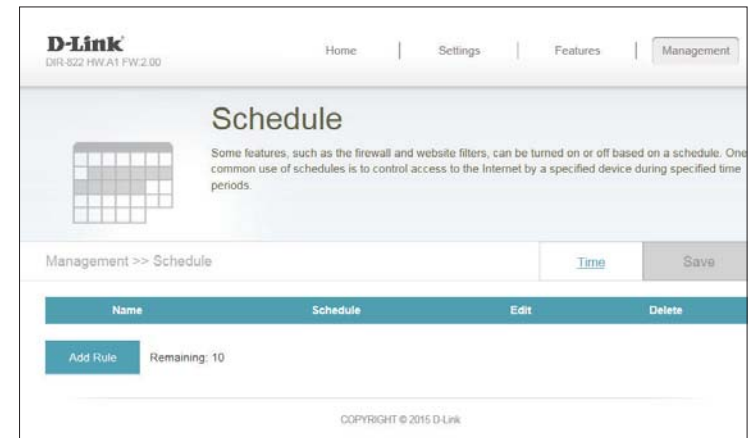 D-Link
DIR-822 HW:A1 FW:2.00
Home | Settings | Features | Management
Schedule
Some features, such as the firewall and website filters, can be turned on or off based on a schedule. One
common use of schedules is to control access to the Internet by a specified device during specified time
periods.
Management >> Schedule
Time
Save
Name Schedule Edit Delete
Add Rule Remaining: 10
COPYRIGHT © 2015 D-Link